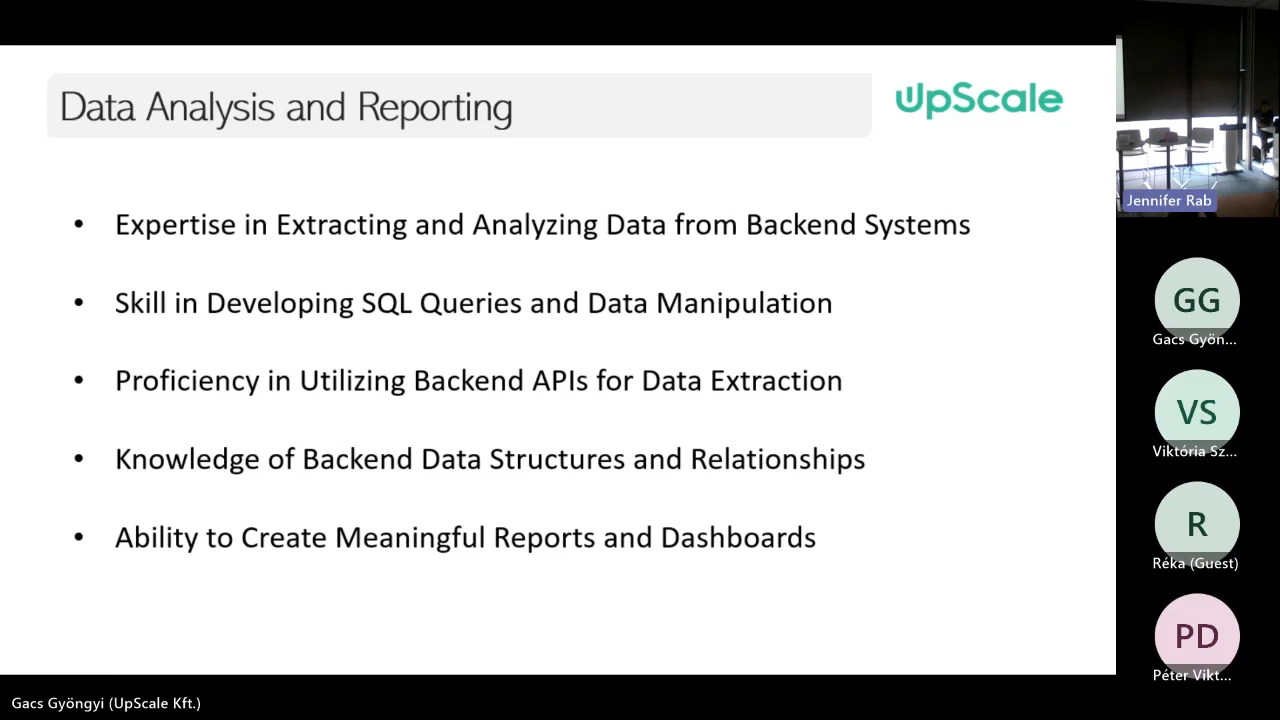 Data Analysis and Reporting
UpScale
• Expertise in Extracting and Analyzing Data from Backend Systems
• Skill in Developing SQL Queries and Data Manipulation
• Proficiency in Utilizing Backend APIs for Data Extraction
• Knowledge of Backend Data Structures and Relationships
• Ability to Create Meaningful Reports and Dashboards
Jennifer Rab
GG
Gacs Gyön...
VS
Viktória Sz...
R
Réka (Guest)
PD
Péter Vikt...
Gacs Gyöngyi (UpScale Kft.)